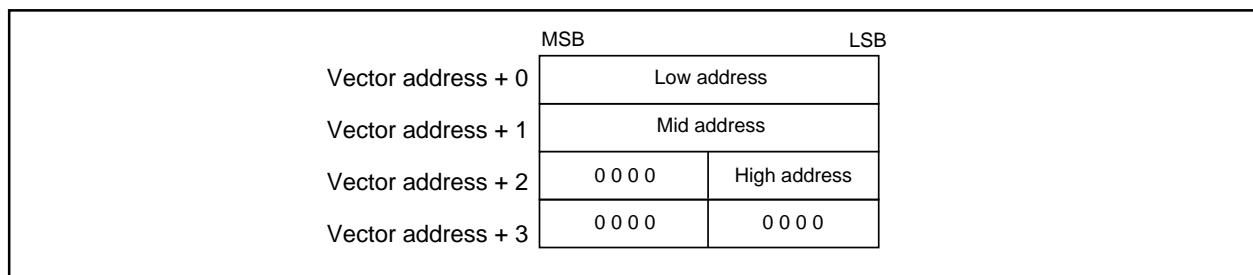 MSB LSB
Vector address + 0 Low address
Vector address + 1 Mid address
Vector address + 2 0 0 0 0 High address
Vector address + 3 0 0 0 0 0 0 0 0